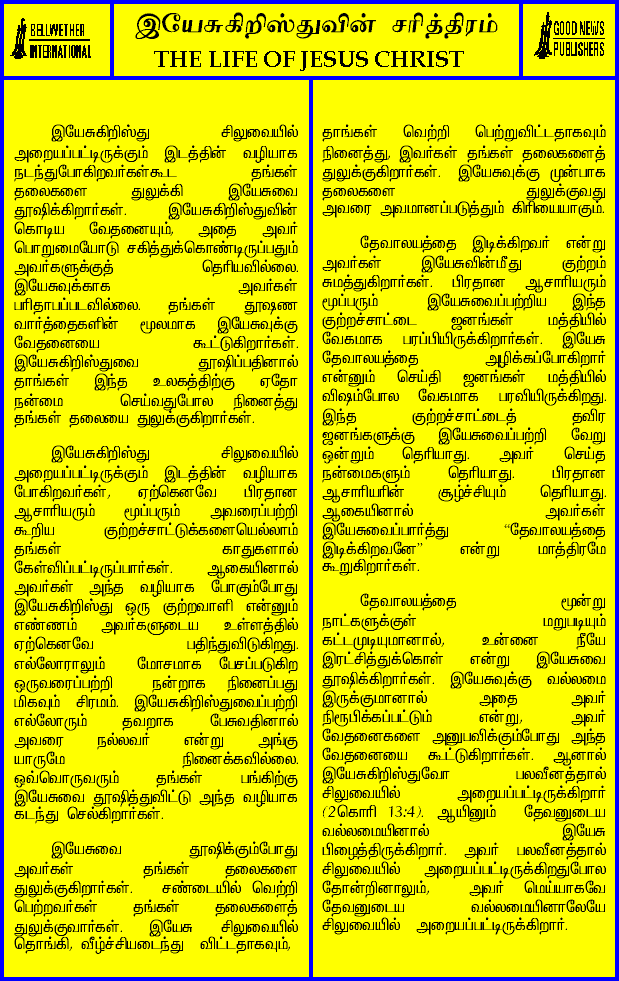 BELLWETHER
INTERNATIONAL
இயேசுகிறிஸ்துவின் சரித்திரம்
THE LIFE OF JESUS CHRIST
GOOD NEWS
PUBLISHERS
இயேசுகிறிஸ்து சிலுவையில்
அறையப்பட்டிருக்கும் இடத்தின் வழியாக
நடந்துபோகிறவர்கள்கூட தங்கள்
தலைகளை துலுக்கி இயேசுவை
தூஷிக்கிறார்கள். இயேசுகிறிஸ்துவின்
கொடிய வேதனையும், அதை அவர்
பொறுமையோடு சகித்துக்கொண்டிருப்பதும்
அவர்களுக்குத் தெரியவில்லை.
இயேசுவுக்காக அவர்கள்
பரிதாபப்படவில்லை. தங்கள் தூஷண
வார்த்தைகளின் மூலமாக இயேசுவுக்கு
வேதனையை கூட்டுகிறார்கள்.
இயேசுகிறிஸ்துவை தூஷிப்பதினால்
தாங்கள் இந்த உலகத்திற்கு ஏதோ
நன்மை செய்வதுபோல நினைத்து
தங்கள் தலையை துலுக்குகிறார்கள்.
இயேசுகிறிஸ்து சிலுவையில்
அறையப்பட்டிருக்கும் இடத்தின் வழியாக
போகிறவர்கள், ஏற்கெனவே பிரதான
ஆசாரியரும் மூப்பரும் அவரைப்பற்றி
கூறிய குற்றச்சாட்டுக்களையெல்லாம்
தங்கள் காதுகளால்
கேள்விப்பட்டிருப்பார்கள். ஆகையினால்
அவர்கள் அந்த வழியாக போகும்போது
இயேசுகிறிஸ்து ஒரு குற்றவாளி என்னும்
எண்ணம் அவர்களுடைய உள்ளத்தில்
ஏற்கெனவே பதிந்துவிடுகிறது.
எல்லோராலும் மோசமாக பேசப்படுகிற
ஒருவரைப்பற்றி நன்றாக நினைப்பது
மிகவும் சிரமம். இயேசுகிறிஸ்துவைப்பற்றி
எல்லோரும் தவறாக பேசுவதினால்
அவரை நல்லவர் என்று அங்கு
யாருமே நினைக்கவில்லை.
ஒவ்வொருவரும் தங்கள் பங்கிற்கு
இயேசுவை தூஷித்துவிட்டு அந்த வழியாக
கடந்து செல்கிறார்கள்.
இயேசுவை தூஷிக்கும்போது
அவர்கள் தங்கள் தலைகளை
துலுக்குகிறார்கள். சண்டையில் வெற்றி
பெற்றவர்கள் தங்கள் தலைகளைத்
துலுக்குவார்கள். இயேசு சிலுவையில்
தொங்கி, வீழ்ச்சியடைந்து விட்டதாகவும்,
தாங்கள் வெற்றி பெற்றுவிட்டதாகவும்
நினைத்து, இவர்கள் தங்கள் தலைகளைத்
துலுக்குகிறார்கள். இயேசுவுக்கு முன்பாக
தலைகளை துலுக்குவது
அவரை அவமானப்படுத்தும் கிரியையாகும்.
தேவாலயத்தை இடிக்கிறவர் என்று
அவர்கள் இயேசுவின்மீது குற்றம்
சுமத்துகிறார்கள். பிரதான ஆசாரியரும்
மூப்பரும் இயேசுவைப்பற்றிய இந்த
குற்றச்சாட்டை ஜனங்கள் மத்தியில்
வேகமாக பரப்பியிருக்கிறார்கள். இயேசு
தேவாலயத்தை அழிக்கப்போகிறார்
என்னும் செய்தி ஜனங்கள் மத்தியில்
விஷம்போல வேகமாக பரவியிருக்கிறது.
இந்த குற்றச்சாட்டைத் தவிர
ஜனங்களுக்கு இயேசுவைப்பற்றி வேறு
ஒன்றும் தெரியாது. அவர் செய்த
நன்மைகளும் தெரியாது. பிரதான
ஆசாரியரின் சூழ்ச்சியும் தெரியாது.
ஆகையினால் அவர்கள்
இயேசுவைப்பார்த்து “தேவாலயத்தை
இடிக்கிறவனே” என்று மாத்திரமே
கூறுகிறார்கள்.
தேவாலயத்தை மூன்று
நாட்களுக்குள் மறுபடியும்
கட்டமுடியுமானால், உன்னை நீயே
இரட்சித்துக்கொள் என்று இயேசுவை
தூஷிக்கிறார்கள். இயேசுவுக்கு வல்லமை
இருக்குமானால் அதை அவர்
நிரூபிக்கப்பட்டும் என்று, அவர்
வேதனைகளை அனுபவிக்கும்போது அந்த
வேதனையை கூட்டுகிறார்கள். ஆனால்
இயேசுகிறிஸ்துவோ பலவீனத்தால்
சிலுவையில் அறையப்பட்டிருக்கிறார்
(2கொரி 13:4). ஆயினும் தேவனுடைய
வல்லமையினால் இயேசு
பிழைத்திருக்கிறார். அவர் பலவீனத்தால்
சிலுவையில் அறையப்பட்டிருக்கிறதுபோல
தோன்றினாலும், அவர் மெய்யாகவே
தேவனுடைய வல்லமையினாலேயே
சிலுவையில் அறையப்பட்டிருக்கிறார்.